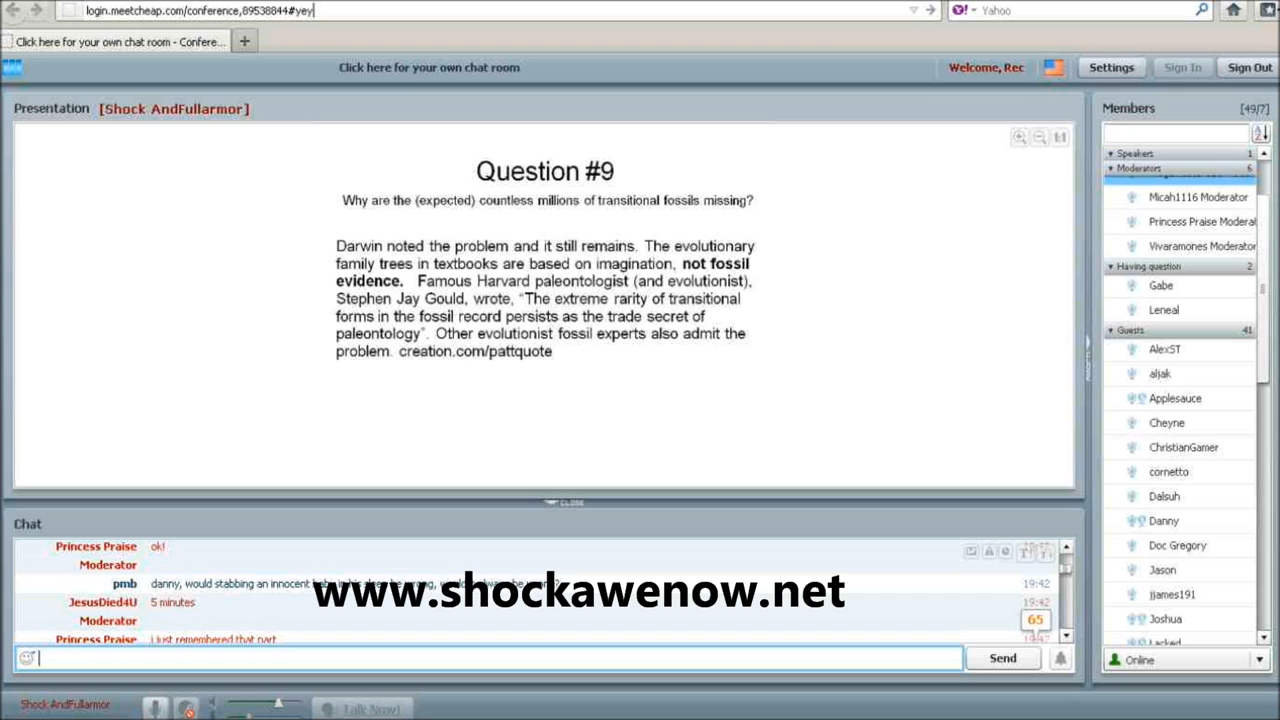 login.meetcheap.com/conference,89538844#yey
Yahoo
Click here for your own chat room - Confere...
Click here for your own chat room
Welcome, Rec
Settings
Sign In
Sign Out
Presentation [Shock AndFullarmor]
Question #9
Why are the (expected) countless millions of transitional fossils missing?
Darwin noted the problem and it still remains. The evolutionary
family trees in textbooks are based on imagination, not fossil
evidence. Famous Harvard paleontologist (and evolutionist),
Stephen Jay Gould, wrote, “The extreme rarity of transitional
forms in the fossil record persists as the trade secret of
paleontology”. Other evolutionist fossil experts also admit the
problem. creation.com/pattquote
Members [49/7]
Speakers 1
Moderators 6
Micah1116 Moderator
Princess Praise Moderat
Vivaramones Moderator
Having question 2
Gabe
Leneal
Guests 41
AlexST
aljak
Applesauce
Cheyne
ChristianGamer
cornetto
Dalsuh
Danny
Doc Gregory
Jason
jjames191
Joshua
Lacked
Online
CLOSE
Chat
Princess Praise ok!
Moderator
pmb danny, would stabbing an innocent 19:42
www.shockawenow.net
JesusDied4U 5 minutes 19:42
Moderator
65
Princess Praise i just remembered that part 19:42
Send
Shock AndFullarmor
Talk Now!